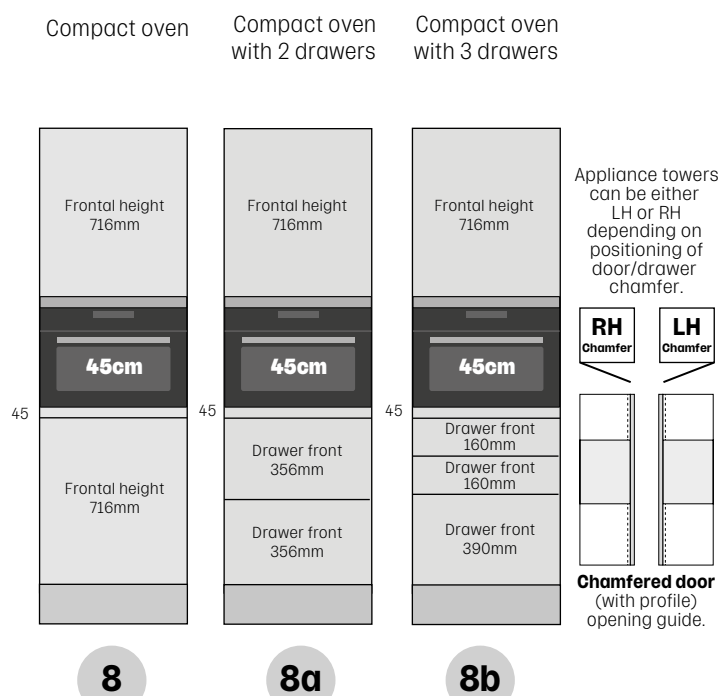 Compact oven
Compact oven
with 2 drawers
Compact oven
with 3 drawers
Frontal height
716mm
Frontal height
716mm
Frontal height
716mm
Appliance towers
can be either
LH or RH
depending on
positioning of
door/drawer
chamfer.
RH
Chamfer
LH
Chamfer
45cm
45cm
45cm
45
45
45
Frontal height
716mm
Drawer front
356mm
Drawer front
356mm
Drawer front
160mm
Drawer front
160mm
Drawer front
390mm
Chamfered door
(with profile)
opening guide.
8
8a
8b